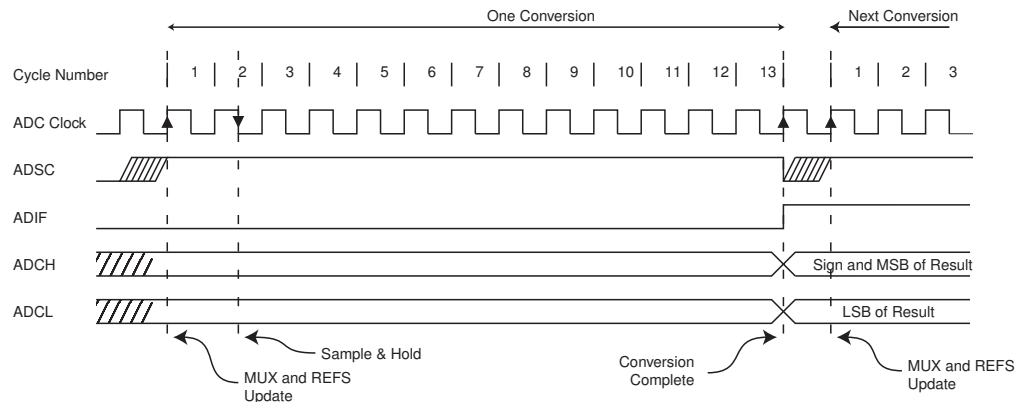 One Conversion Next Conversion
Cycle Number 1 2 3 4 5 6 7 8 9 10 11 12 13 1 2 3
ADC Clock
ADSC
ADIF
ADCH Sign and MSB of Result
ADCL LSB of Result
Sample & Hold
MUX and REFS
Update
Conversion
Complete
MUX and REFS
Update